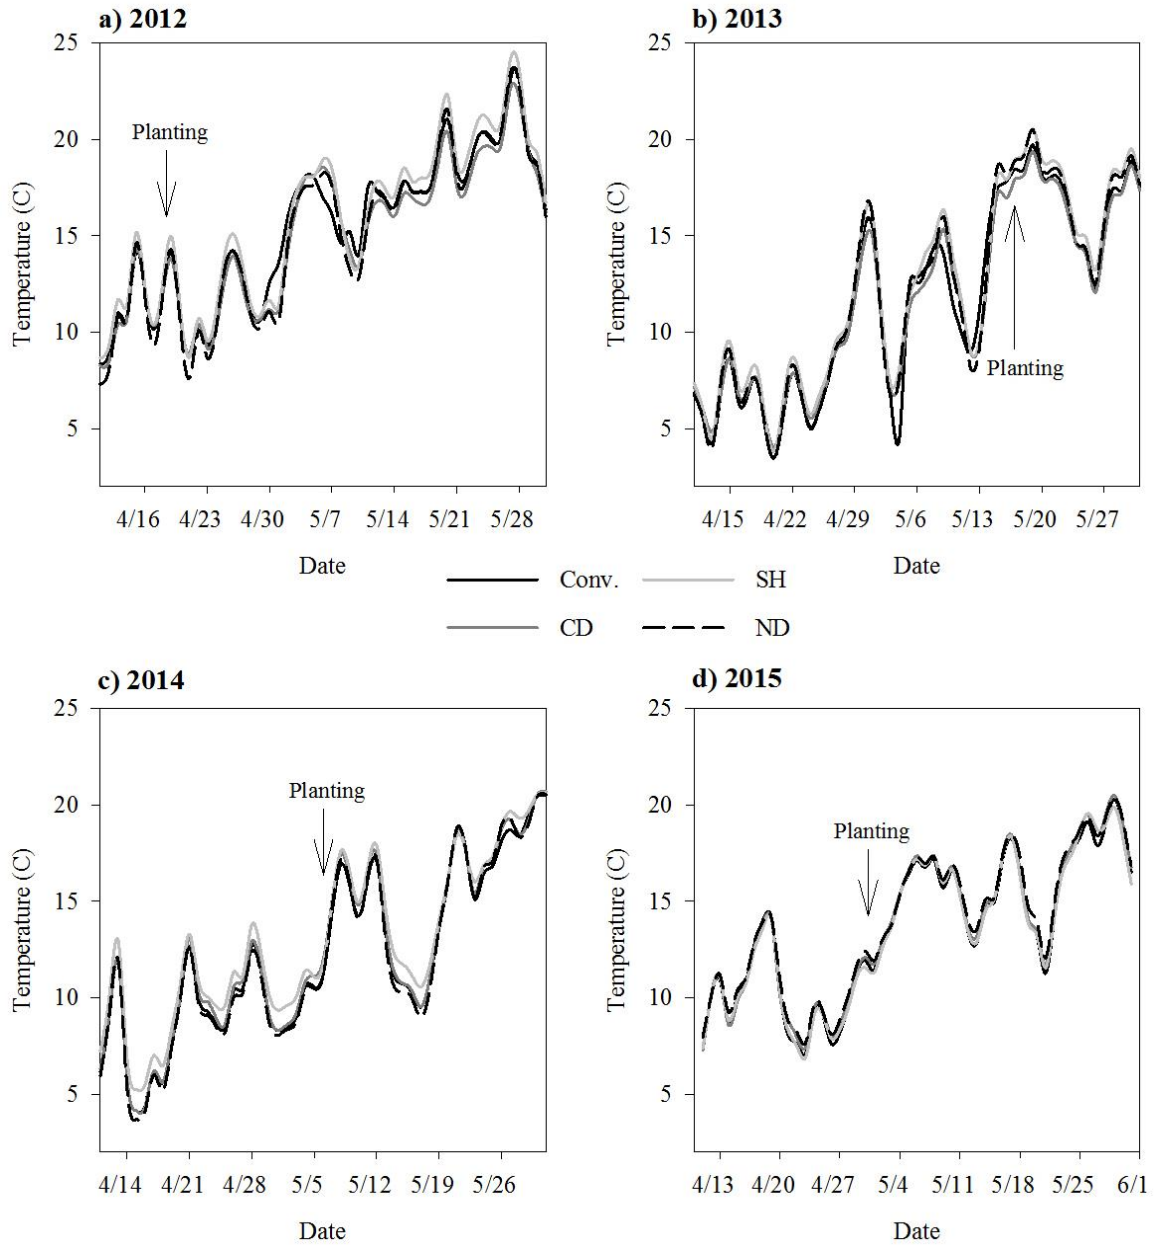 a) 2012
25
20
15
10
5
Temperature (C)
Planting
4/16 4/23 4/30 5/7 5/14 5/21 5/28
Date
b) 2013
25
20
15
10
5
Temperature (C)
Planting
4/15 4/22 4/29 5/6 5/13 5/20 5/27
Date
Conv. SH
CD ND
c) 2014
25
20
15
10
5
Temperature (C)
Planting
4/14 4/21 4/28 5/5 5/12 5/19 5/26
Date
d) 2015
25
20
15
10
5
Temperature (C)
Planting
4/13 4/20 4/27 5/4 5/11 5/18 5/25 6/1
Date